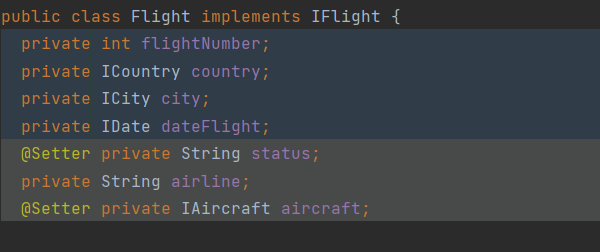 public class Flight implements IFlight {
private int flightNumber;
private ICountry country;
private ICity city;
private IDate dateFlight;
@Setter private String status;
private String airline;
@Setter private IAircraft aircraft;